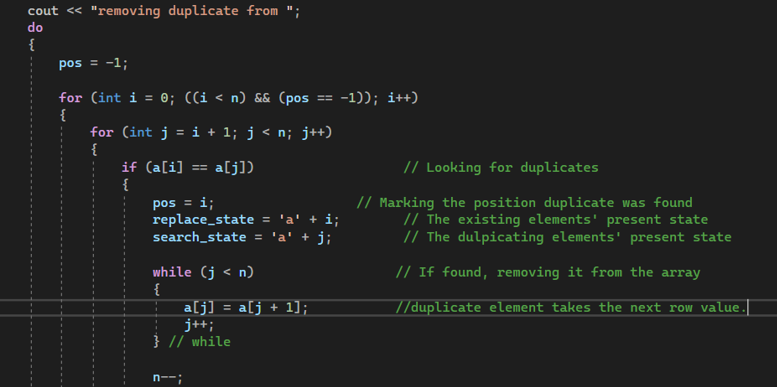 cout << "removing duplicate from ";
do
{
pos = -1;
for (int i = 0; ((i < n) && (pos == -1)); i++)
{
for (int j = i + 1; j < n; j++)
{
if (a[i] == a[j]) // Looking for duplicates
{
pos = i; // Marking the position duplicate was found
replace_state = 'a' + i; // The existing elements' present state
search_state = 'a' + j; // The dulpicating elements' present state
while (j < n) // If found, removing it from the array
{
a[j] = a[j + 1]; //duplicate element takes the next row value.
j++;
} // while
n--;